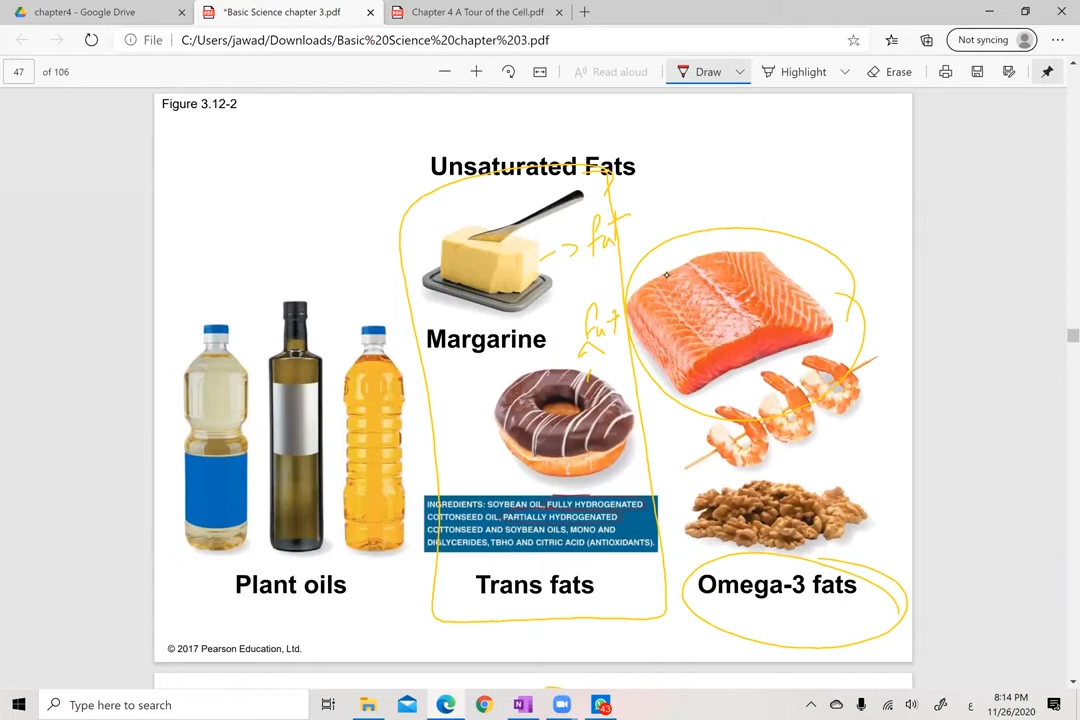 chapter4 - Google Drive
*Basic Science chapter 3.pdf
Chapter 4 A Tour of the Cell.pdf
File
C:/Users/jawad/Downloads/Basic%20Science%20chapter%203.pdf
Not syncing
47 of 106
Read aloud
Draw
Highlight
Erase
Figure 3.12-2
Unsaturated Fats
fat
fat
Margarine
INGREDIENTS: SOYBEAN OIL, FULLY HYDROGENATED
COTTONSEED OIL, PARTIALLY HYDROGENATED
COTTONSEED AND SOYBEAN OILS, MONO AND
DIGLYCERIDES, TBHO AND CITRIC ACID (ANTIOXIDANTS).
Plant oils
Trans fats
Omega-3 fats
© 2017 Pearson Education, Ltd.
Type here to search
43
ع
8:14 PM
11/26/2020